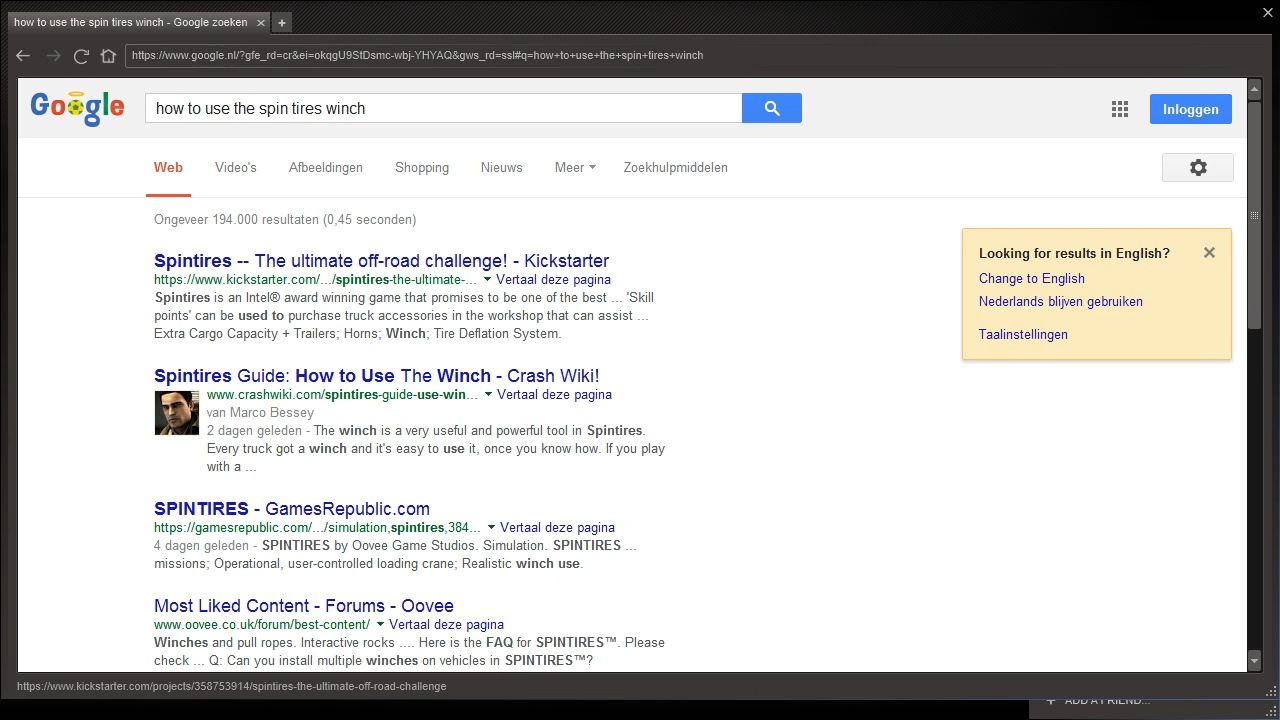 how to use the spin tires winch - Google zoeken
https://www.google.nl/?gfe_rd=cr&ei=okqgU9StDsmc-wbj-YHYAQ&gws_rd=ssl#q=how+to+use+the+spin+tires+winch
Google
how to use the spin tires winch
Inloggen
Web Video's Afbeeldingen Shopping Nieuws Meer Zoekhulpmiddelen
Ongeveer 194.000 resultaten (0,45 seconden)
Looking for results in English?
Change to English
Nederlands blijven gebruiken
Taalinstellingen
Spintires -- The ultimate off-road challenge! - Kickstarter
https://www.kickstarter.com/.../spintires-the-ultimate-... Vertaal deze pagina
Spintires is an Intel® award winning game that promises to be one of the best ... 'Skill
points' can be used to purchase truck accessories in the workshop that can assist ...
Extra Cargo Capacity + Trailers; Horns; Winch; Tire Deflation System.
Spintires Guide: How to Use The Winch - Crash Wiki!
www.crashwiki.com/spintires-guide-use-win... Vertaal deze pagina
van Marco Bessey
2 dagen geleden - The winch is a very useful and powerful tool in Spintires.
Every truck got a winch and it's easy to use it, once you know how. If you play
with a ...
SPINTIRES - GamesRepublic.com
https://gamesrepublic.com/.../simulation,spintires,384... Vertaal deze pagina
4 dagen geleden - SPINTIRES by Oovee Game Studios. Simulation. SPINTIRES ...
missions; Operational, user-controlled loading crane; Realistic winch use.
Most Liked Content - Forums - Oovee
www.oovee.co.uk/forum/best-content/ Vertaal deze pagina
Winches and pull ropes. Interactive rocks .... Here is the FAQ for SPINTIRES™. Please
check ... Q: Can you install multiple winches on vehicles in SPINTIRES™?
https://www.kickstarter.com/projects/358753914/spintires-the-ultimate-off-road-challenge
+ ADD A FRIEND...